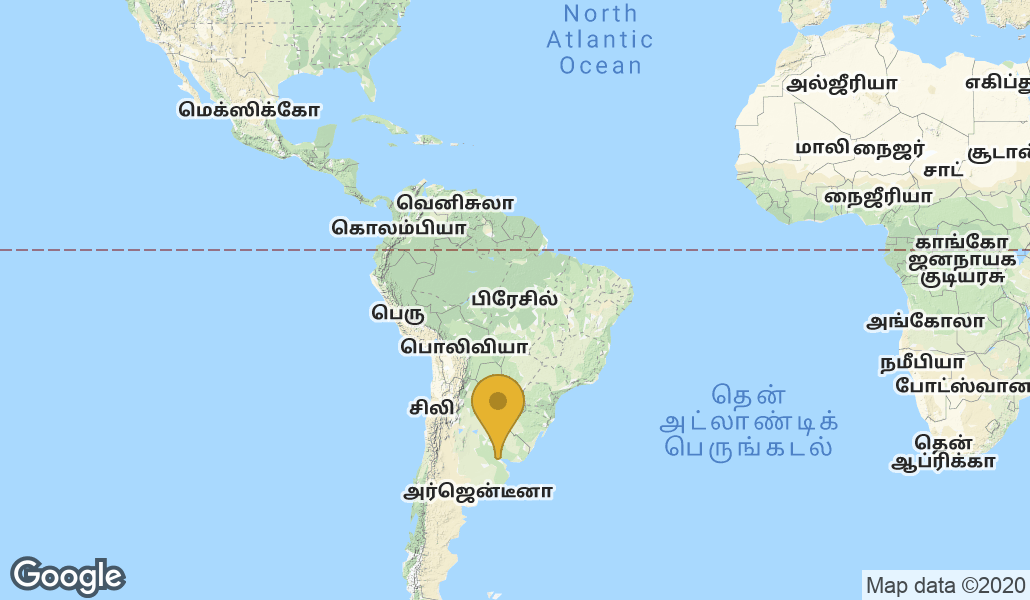 North
Atlantic
Ocean
மெக்ஸிக்கோ
அல்ஜீரியா
எகிப்து
மாலி
நைஜர்
சூடான்
சாட்
வெனிசுலா
நைஜீரியா
கொலம்பியா
காங்கோ
ஜனநாயக
குடியரசு
பிரேசில்
பெரு
அங்கோலா
பொலிவியா
நமீபியா
போட்ஸ்வானா
சிலி
தென்
அட்லாண்டிக்
பெருங்கடல்
தென்
ஆப்ரிக்கா
அர்ஜென்டீனா
Google
Map data ©2020